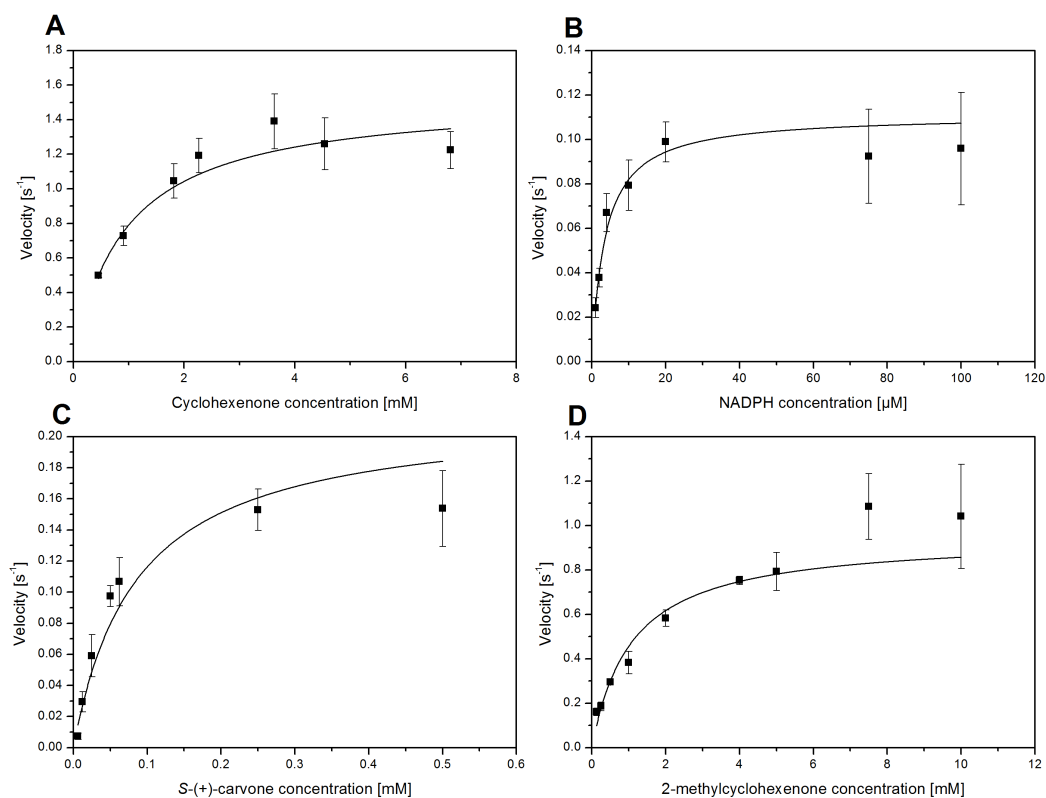 A
Velocity [s⁻¹]
1.8
1.6
1.4
1.2
1.0
0.8
0.6
0.4
0.2
0.0
0 2 4 6 8
Cyclohexenone concentration [mM]
B
Velocity [s⁻¹]
0.14
0.12
0.10
0.08
0.06
0.04
0.02
0.00
0 20 40 60 80 100 120
NADPH concentration [µM]
C
Velocity [s⁻¹]
0.20
0.18
0.16
0.14
0.12
0.10
0.08
0.06
0.04
0.02
0.00
0.0 0.1 0.2 0.3 0.4 0.5 0.6
S-(+)-carvone concentration [mM]
D
Velocity [s⁻¹]
1.4
1.2
1.0
0.8
0.6
0.4
0.2
0.0
0 2 4 6 8 10 12
2-methylcyclohexenone concentration [mM]